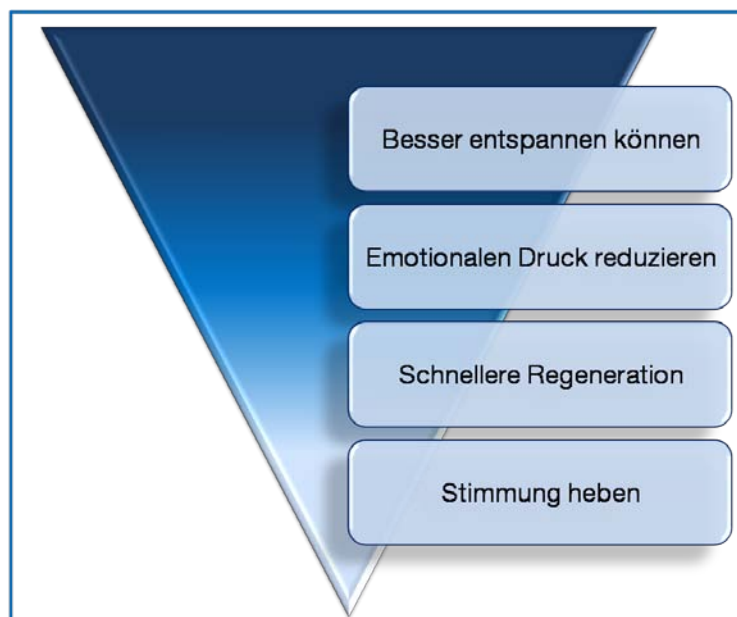 Besser entspannen können
Emotionalen Druck reduzieren
Schnellere Regeneration
Stimmung heben